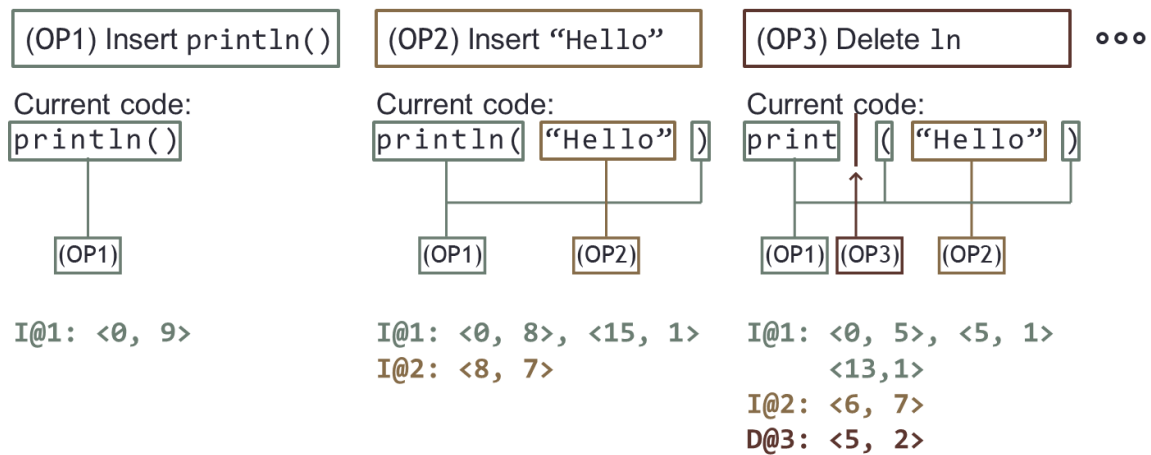 (OP1) Insert println()
Current code:
println()
(OP1)
I@1: <0, 9>
(OP2) Insert “Hello”
Current code:
println( “Hello” )
(OP1) (OP2)
I@1: <0, 8>, <15, 1>
I@2: <8, 7>
(OP3) Delete ln
Current code:
print ( “Hello” )
(OP1) (OP3) (OP2)
I@1: <0, 5>, <5, 1>
<13,1>
I@2: <6, 7>
D@3: <5, 2>